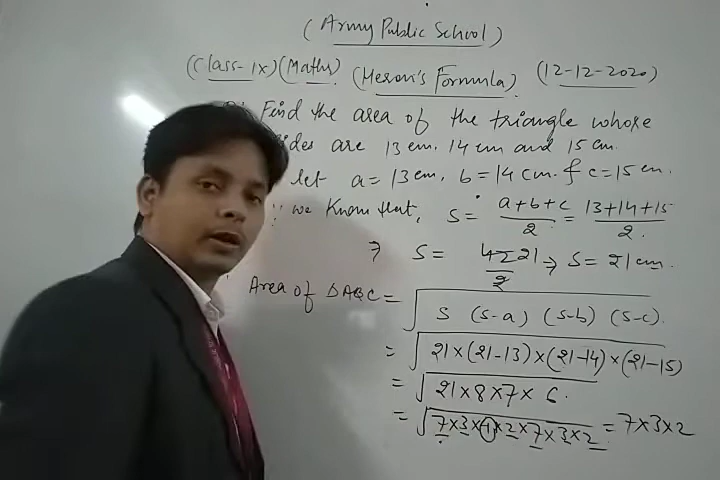 (Army Public School)
(Class-IX) (Maths) (Heron's Formula) (12-12-2020)
Find the area of the triangle whose
sides are 13 cm, 14 cm and 15 cm.
let a = 13 cm, b = 14 cm. & c = 15 cm.
∵ we know that, S = a+b+c/2 = 13+14+15/2.
⇒ S = 42 21/2 ⇒ S = 21 cm.
Area of ΔABC = √S (S-a) (S-b) (S-c).
= √21×(21-13)×(21-14)×(21-15)
= √21×8×7×6.
= √7×3×4×2×7×3×2 = 7×3×2